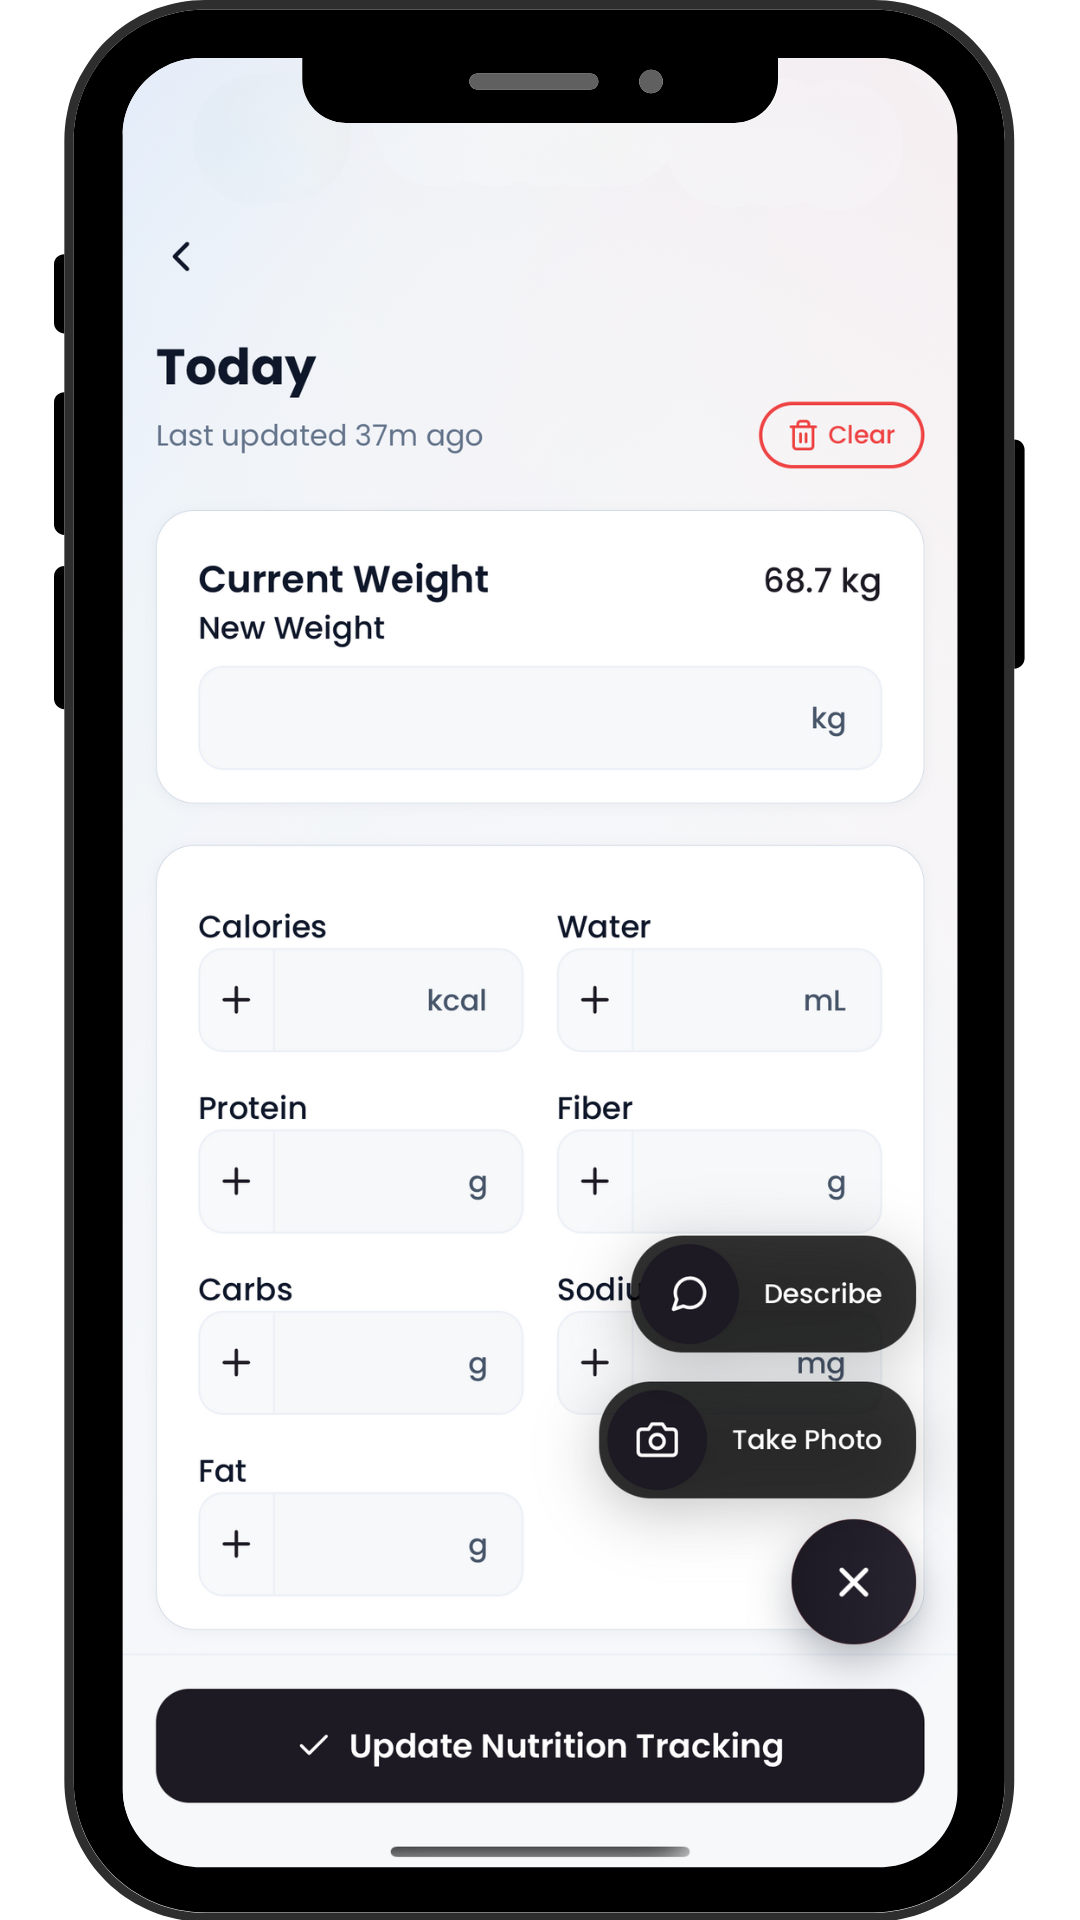 Today
Last updated 37m ago
Clear
Current Weight 68.7 kg
New Weight
kg
Calories Water
kcal mL
Protein Fiber
g g
Carbs
Describe
g mg
Take Photo
Fat
g
Update Nutrition Tracking